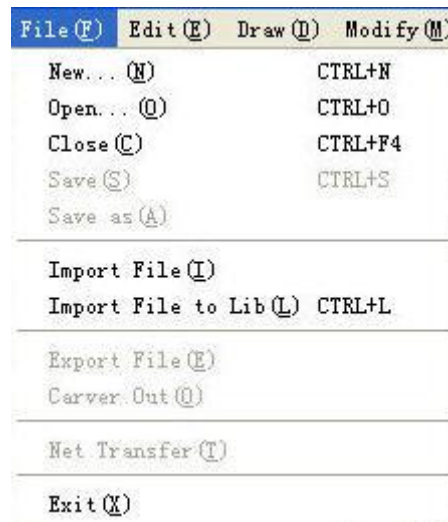 File(F) Edit(E) Draw(D) Modify(M)
New...(N) CTRL+N
Open...(O) CTRL+O
Close(C) CTRL+F4
Save(S) CTRL+S
Save as(A)
Import File(I)
Import File to Lib(L) CTRL+L
Export File(E)
Carver Out(O)
Net Transfer(T)
Exit(X)